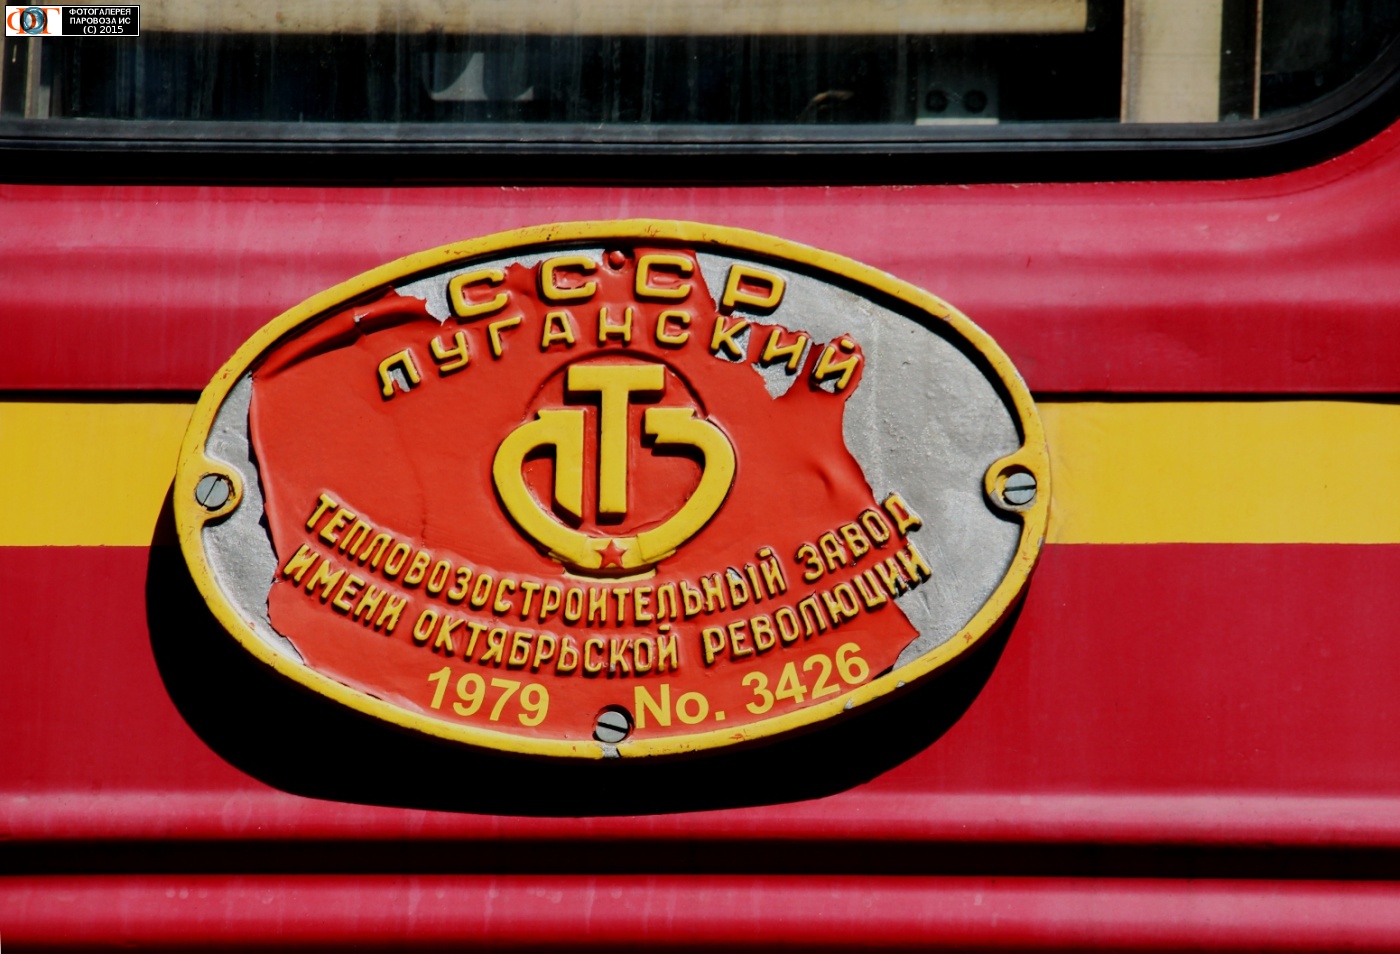 ФОТОГАЛЕРЕЯ
ПАРОВОЗА ИС
(C) 2015
СССР
ЛУГАНСКИЙ
ЛТЗ
ТЕПЛОВОЗОСТРОИТЕЛЬНЫЙ ЗАВОД
ИМЕНИ ОКТЯБРЬСКОЙ РЕВОЛЮЦИИ
1979 No. 3426